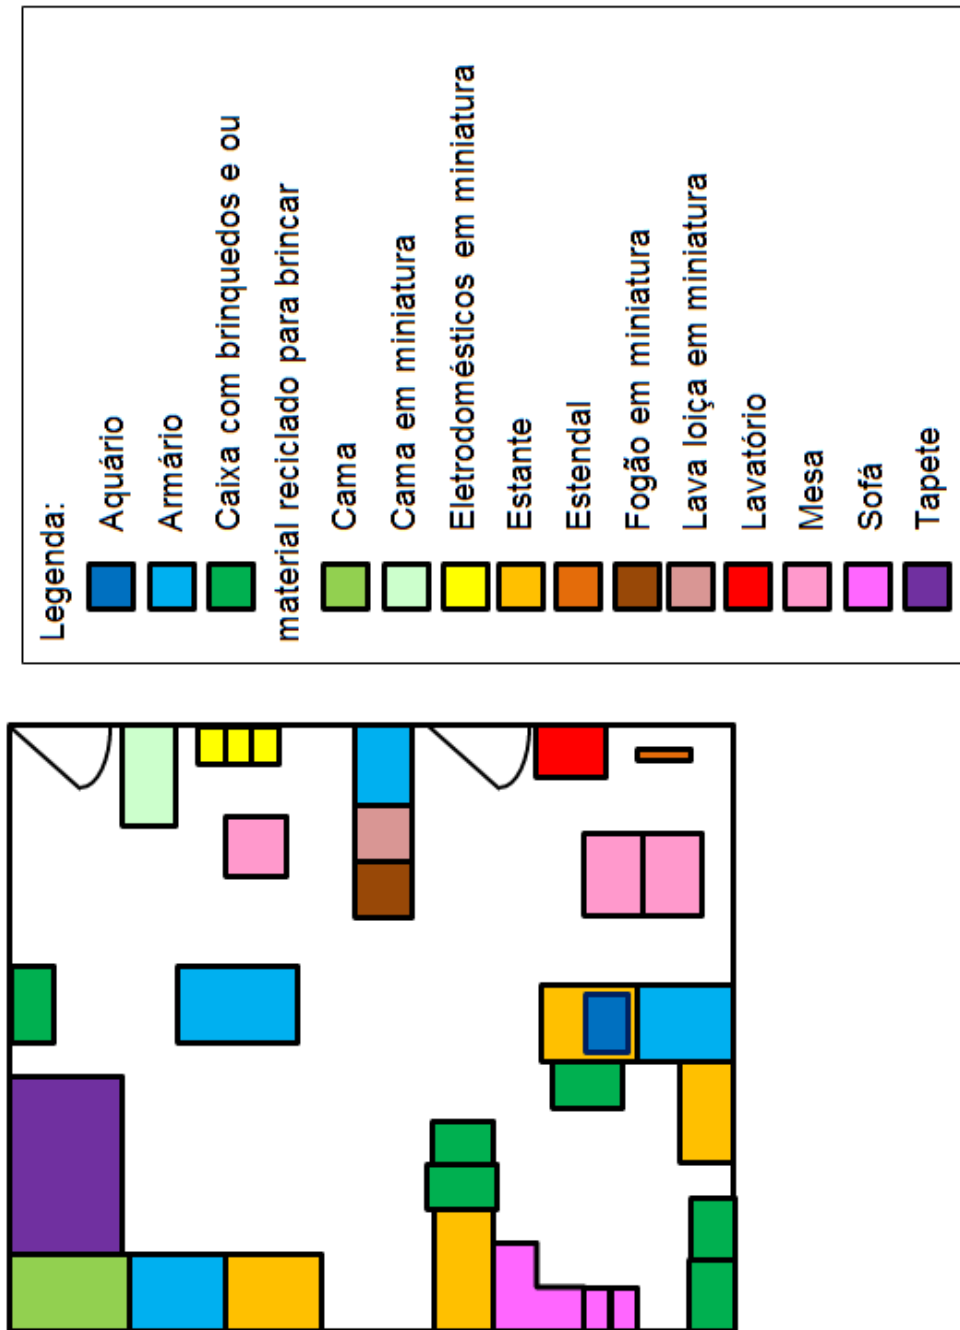 Legenda:
Aquário
Armário
Caixa com brinquedos e ou
material reciclado para brincar
Cama
Cama em miniatura
Eletrodomésticos em miniatura
Estante
Estendal
Fogão em miniatura
Lava loiça em miniatura
Lavatório
Mesa
Sofá
Tapete